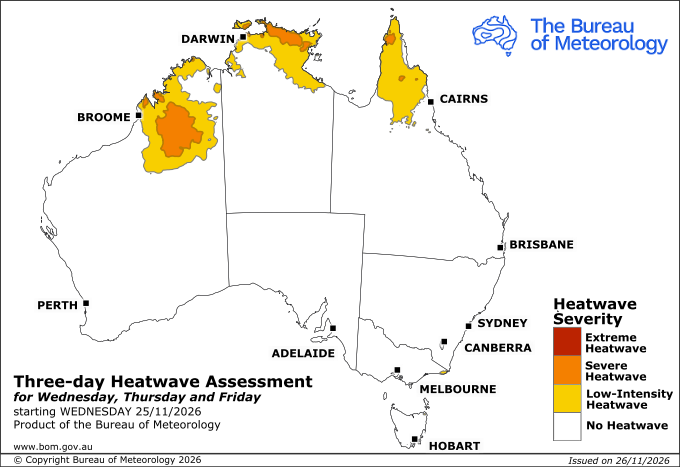 The Bureau
of Meteorology
DARWIN
CAIRNS
BROOME
BRISBANE
PERTH
SYDNEY
CANBERRA
ADELAIDE
MELBOURNE
HOBART
Heatwave
Severity
Extreme
Heatwave
Severe
Heatwave
Low-Intensity
Heatwave
No Heatwave
Three-day Heatwave Assessment
for Wednesday, Thursday and Friday
starting WEDNESDAY 25/11/2026
Product of the Bureau of Meteorology
www.bom.gov.au
© Copyright Bureau of Meteorology 2026
Issued on 26/11/2026